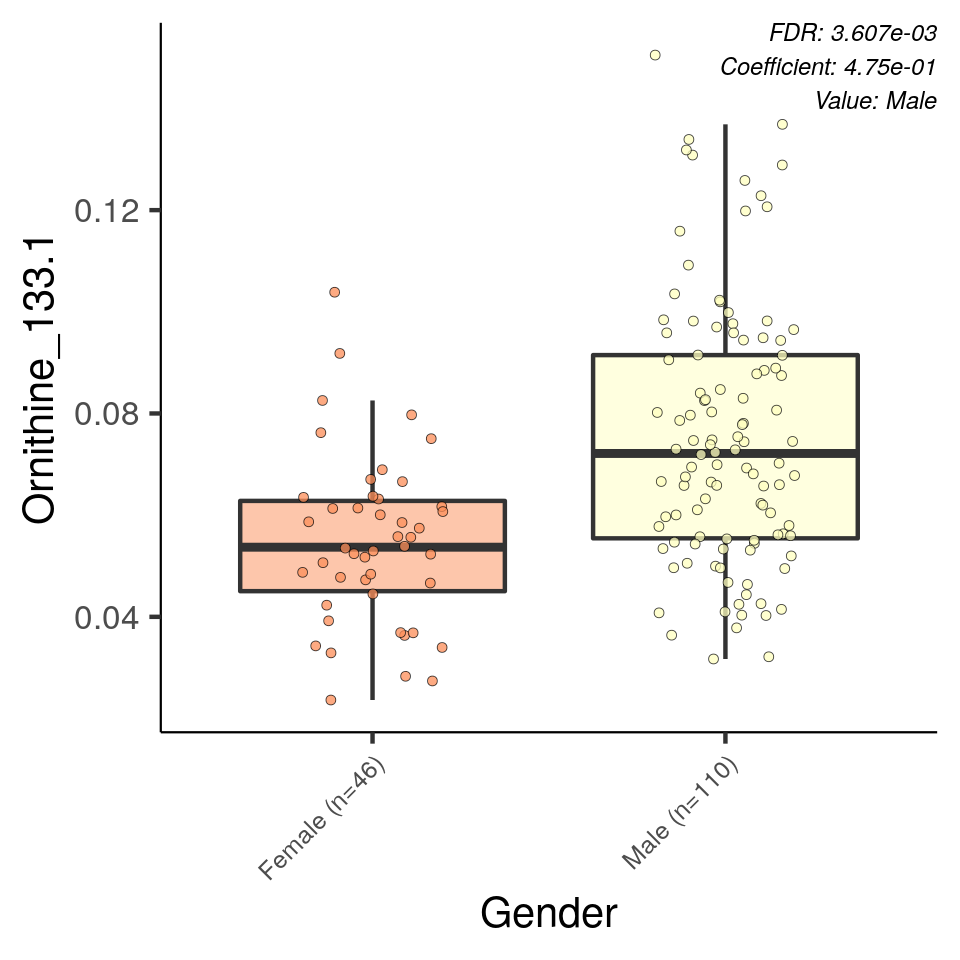 FDR: 3.607e-03
Coefficient: 4.75e-01
Value: Male
0.12
0.08
0.04
Ornithine_133.1
Female (n=46)
Male (n=110)
Gender